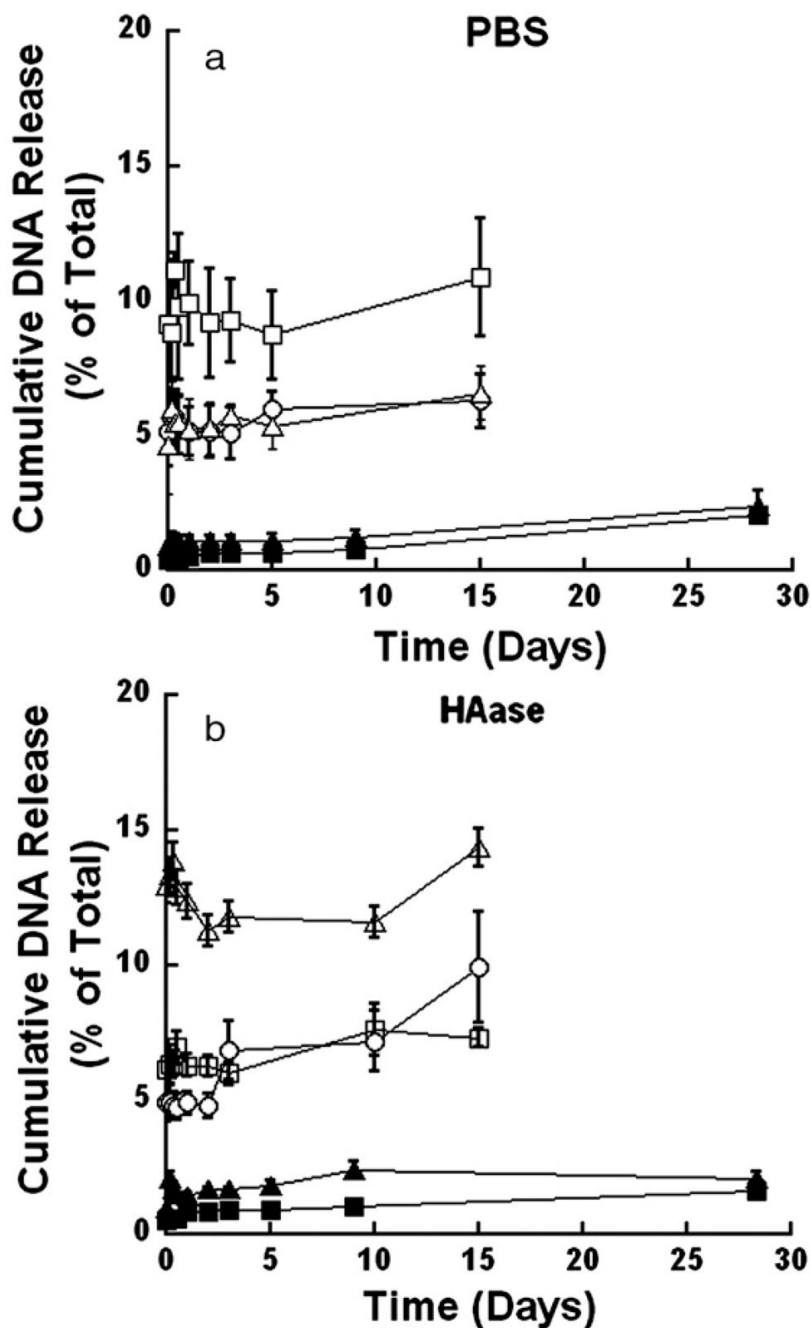 PBS
a
20
15
10
5
0
Cumulative DNA Release
(% of Total)
0 5 10 15 20 25 30
Time (Days)
HAase
b
20
15
10
5
0
Cumulative DNA Release
(% of Total)
0 5 10 15 20 25 30
Time (Days)